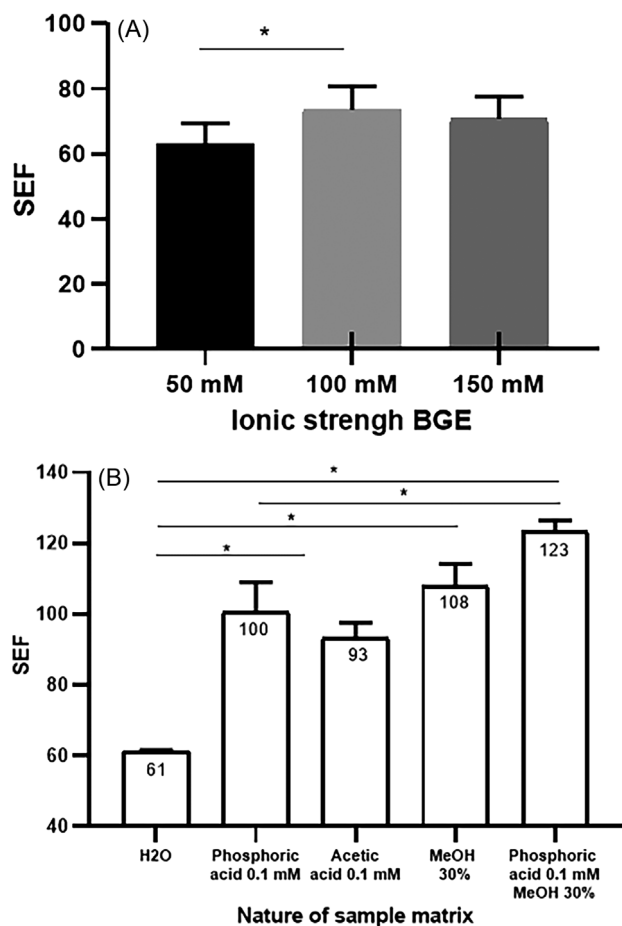 (A)
*
100
80
60
40
20
0
SEF
50 mM 100 mM 150 mM
Ionic strengh BGE
(B)
*
*
*
*
140
120
100
80
60
40
SEF
61
100
93
108
123
H2O
Phosphoric
acid 0.1 mM
Acetic
acid 0.1 mM
MeOH
30%
Phosphoric
acid 0.1 mM
MeOH 30%
Nature of sample matrix